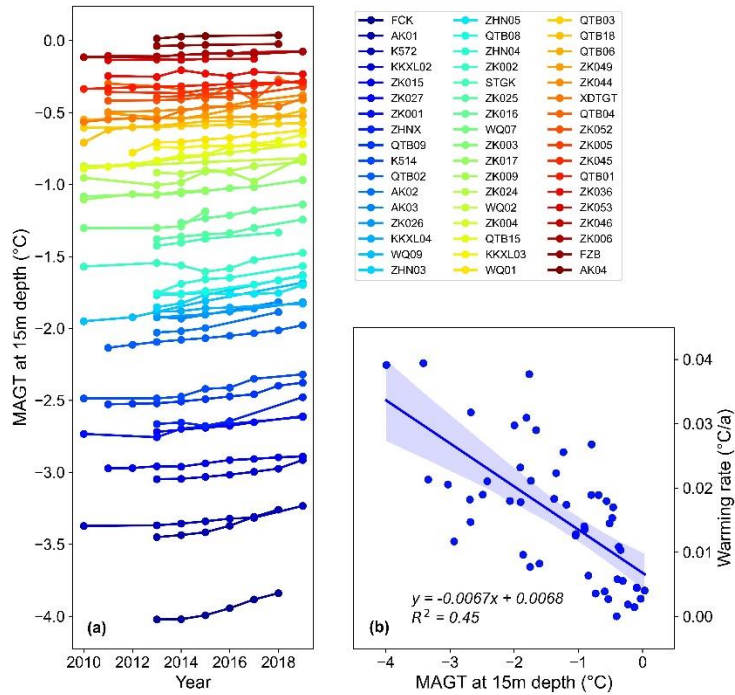 0.0
−0.5
−1.0
−1.5
−2.0
−2.5
−3.0
−3.5
−4.0
MAGT at 15m depth (°C)
2010 2012 2014 2016 2018
Year
(a)
FCK
AK01
K572
KKXL02
ZK015
ZK027
ZK001
ZHNX
QTB09
K514
QTB02
AK02
AK03
ZK026
KKXL04
WQ09
ZHN03
ZHN05
QTB08
ZHN04
ZK002
STGK
ZK025
ZK016
WQ07
ZK003
ZK017
ZK009
ZK024
WQ02
ZK004
QTB15
KKXL03
WQ01
QTB03
QTB18
QTB06
ZK049
ZK044
XDTGT
QTB04
ZK052
ZK005
ZK045
QTB01
ZK036
ZK053
ZK046
ZK006
FZB
AK04
0.04
0.03
0.02
0.01
0.00
Warming rate (°C/a)
y = -0.0067x + 0.0068
R² = 0.45
(b)
−4 −3 −2 −1 0
MAGT at 15m depth (°C)